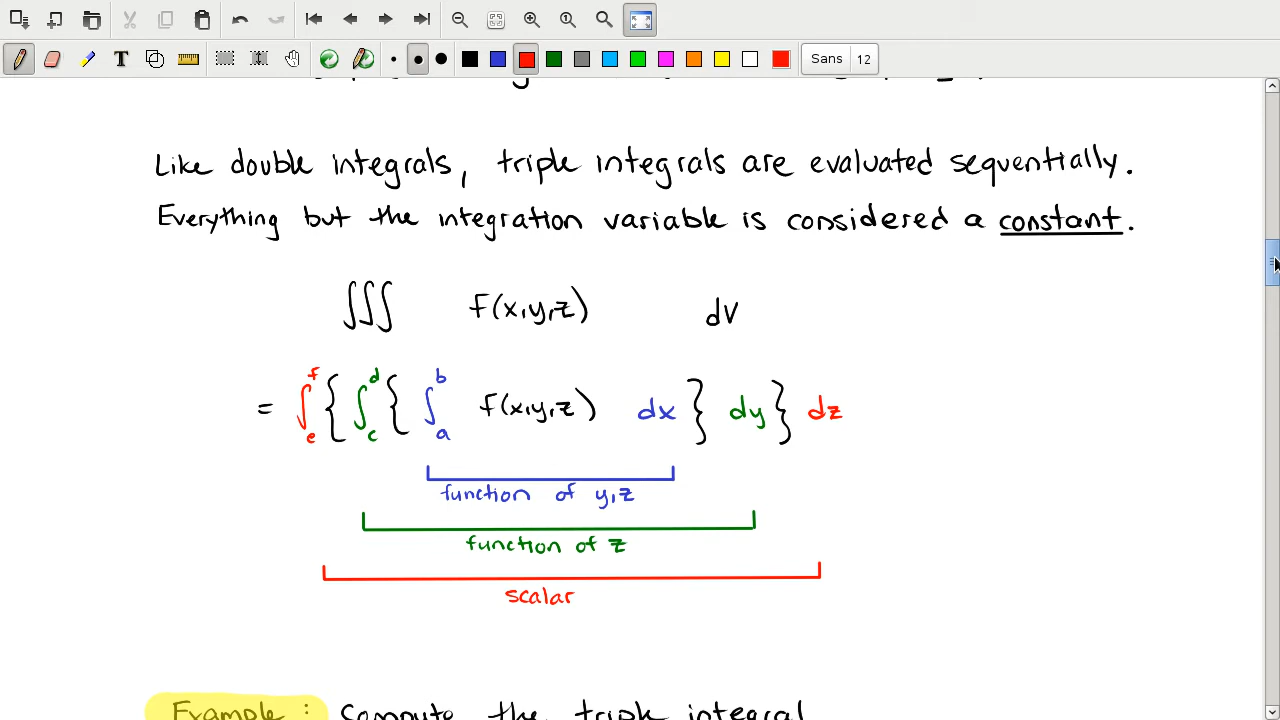 Sans 12
Like double integrals, triple integrals are evaluated sequentially.
Everything but the integration variable is considered a constant.
∭ f(x,y,z) dV
= ∫_e^f { ∫_c^d { ∫_a^b f(x,y,z) dx } dy } dz
function of y,z
function of z
scalar
Example: Compute the triple integral